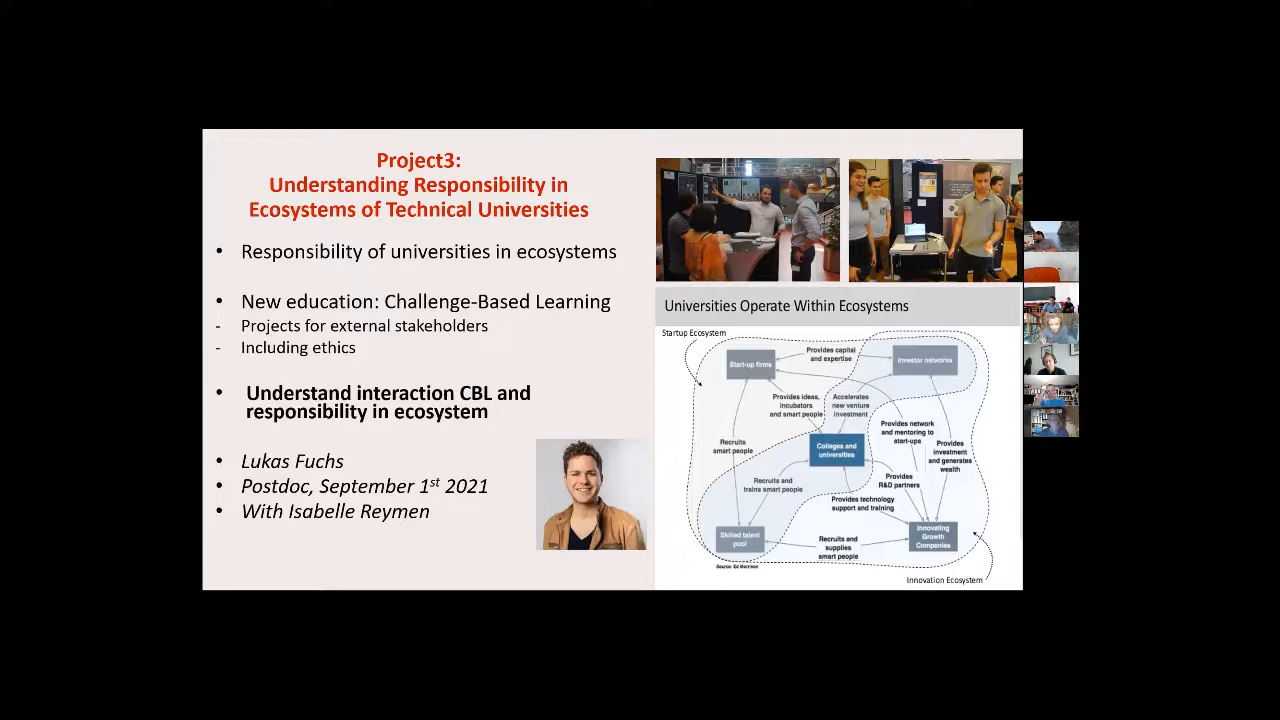 Project3:
Understanding Responsibility in
Ecosystems of Technical Universities
• Responsibility of universities in ecosystems
• New education: Challenge-Based Learning
- Projects for external stakeholders
- Including ethics
• Understand interaction CBL and
responsibility in ecosystem
• Lukas Fuchs
• Postdoc, September 1st 2021
• With Isabelle Reymen
Universities Operate Within Ecosystems
Startup Ecosystem
Start-up firms
Provides capital
and expertise
Investor networks
Provides ideas,
incubators
and smart people
Accelerates
new venture
investment
Provides network
and mentoring to
start-ups
Provides
investment
and generates
wealth
Recruits
smart people
Colleges and
universities
Recruits and
trains smart people
Provides
R&D partners
Provides technology
support and training
Skilled talent
pool
Recruits and
supplies
smart people
Innovating
Growth
Companies
Source: Ed Morrison
Innovation Ecosystem